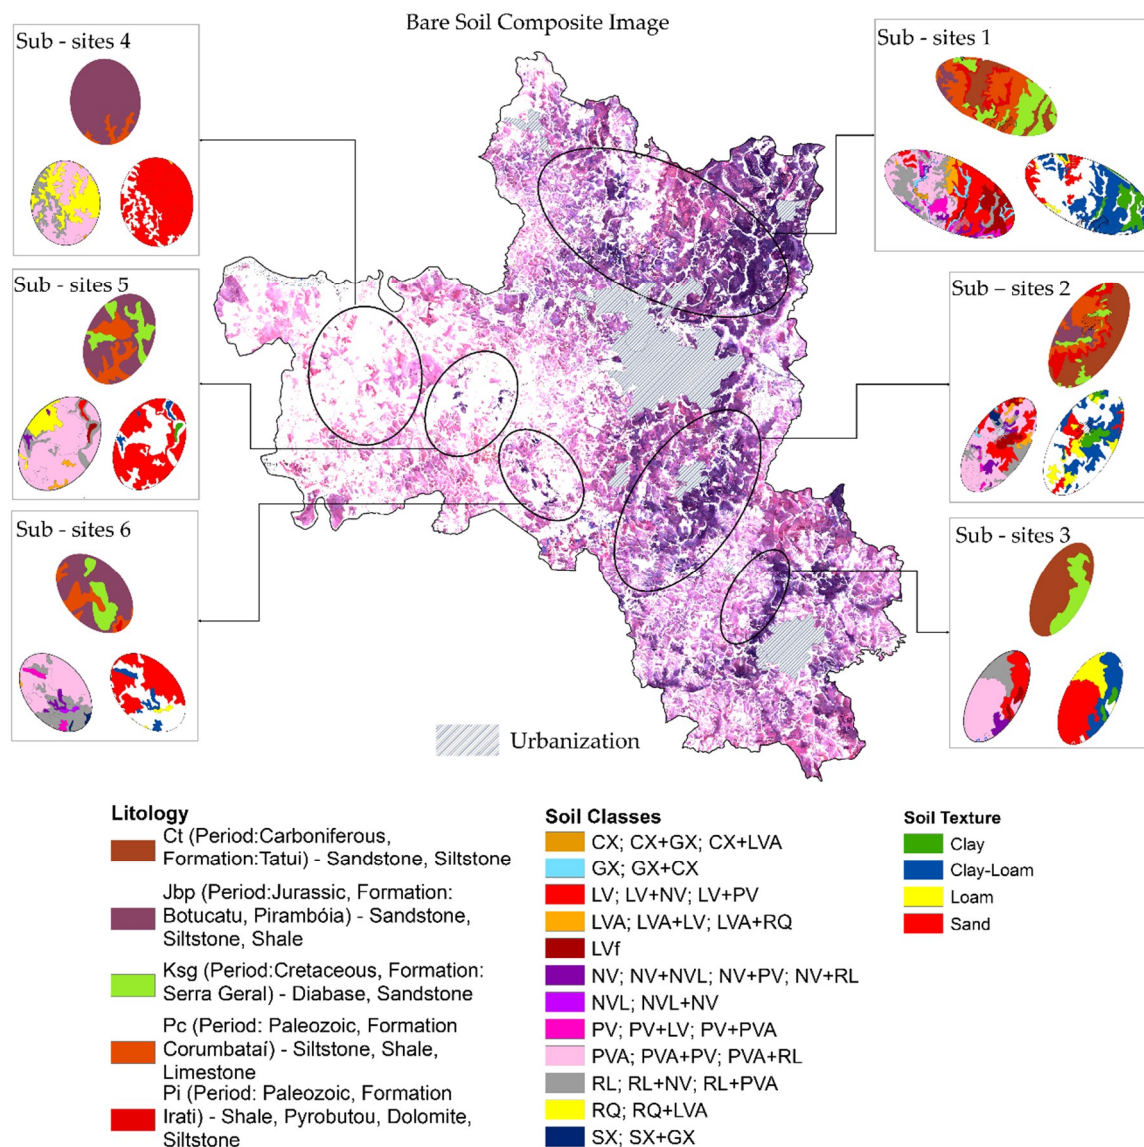 Bare Soil Composite Image
Sub - sites 4
Sub - sites 1
Sub - sites 5
Sub – sites 2
Sub - sites 6
Sub - sites 3
Urbanization
Litology
Ct (Period:Carboniferous,
Formation:Tatui) - Sandstone, Siltstone
Jbp (Period:Jurassic, Formation:
Botucatu, Pirambóia) - Sandstone,
Siltstone, Shale
Ksg (Period:Cretaceous, Formation:
Serra Geral) - Diabase, Sandstone
Pc (Period: Paleozoic, Formation
Corumbataí) - Siltstone, Shale,
Limestone
Pi (Period: Paleozoic, Formation
Irati) - Shale, Pyrobutou, Dolomite,
Siltstone
Soil Classes
CX; CX+GX; CX+LVA
GX; GX+CX
LV; LV+NV; LV+PV
LVA; LVA+LV; LVA+RQ
LVf
NV; NV+NVL; NV+PV; NV+RL
NVL; NVL+NV
PV; PV+LV; PV+PVA
PVA; PVA+PV; PVA+RL
RL; RL+NV; RL+PVA
RQ; RQ+LVA
SX; SX+GX
Soil Texture
Clay
Clay-Loam
Loam
Sand